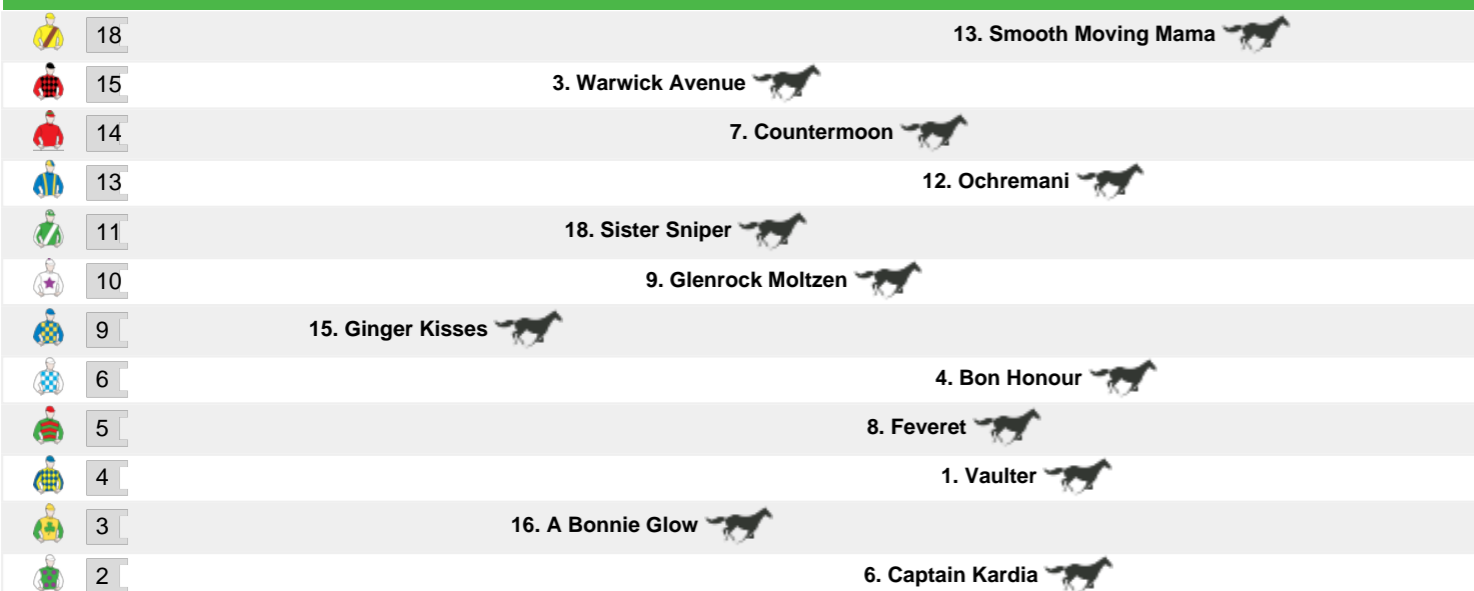 18 13. Smooth Moving Mama
15 3. Warwick Avenue
14 7. Countermoon
13 12. Ochremani
11 18. Sister Sniper
10 9. Glenrock Moltzen
9 15. Ginger Kisses
6 4. Bon Honour
5 8. Feveret
4 1. Vaulter
3 16. A Bonnie Glow
2 6. Captain Kardia